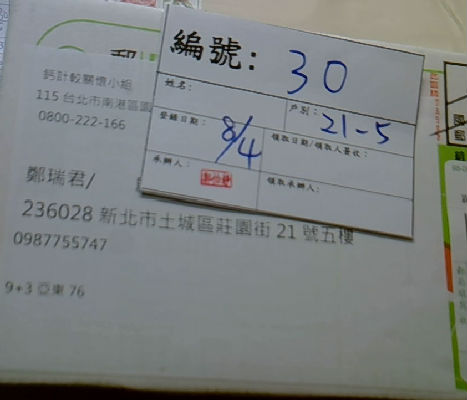 編號: 30
姓名:
戶別: 21-5
登錄日期: 8/4
領取日期/領取人簽收:
承辦人:
領取承辦人:
鈣計較關懷小組
115 台北市南港區園
0800-222-166
鄭瑞君/
236028 新北市土城區莊園街 21 號五樓
0987755747
9+3 亞東 76